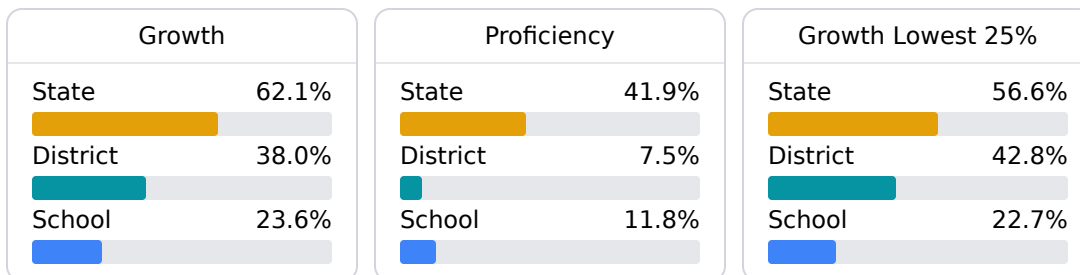 Growth
State 62.1%
District 38.0%
School 23.6%
Proficiency
State 41.9%
District 7.5%
School 11.8%
Growth Lowest 25%
State 56.6%
District 42.8%
School 22.7%